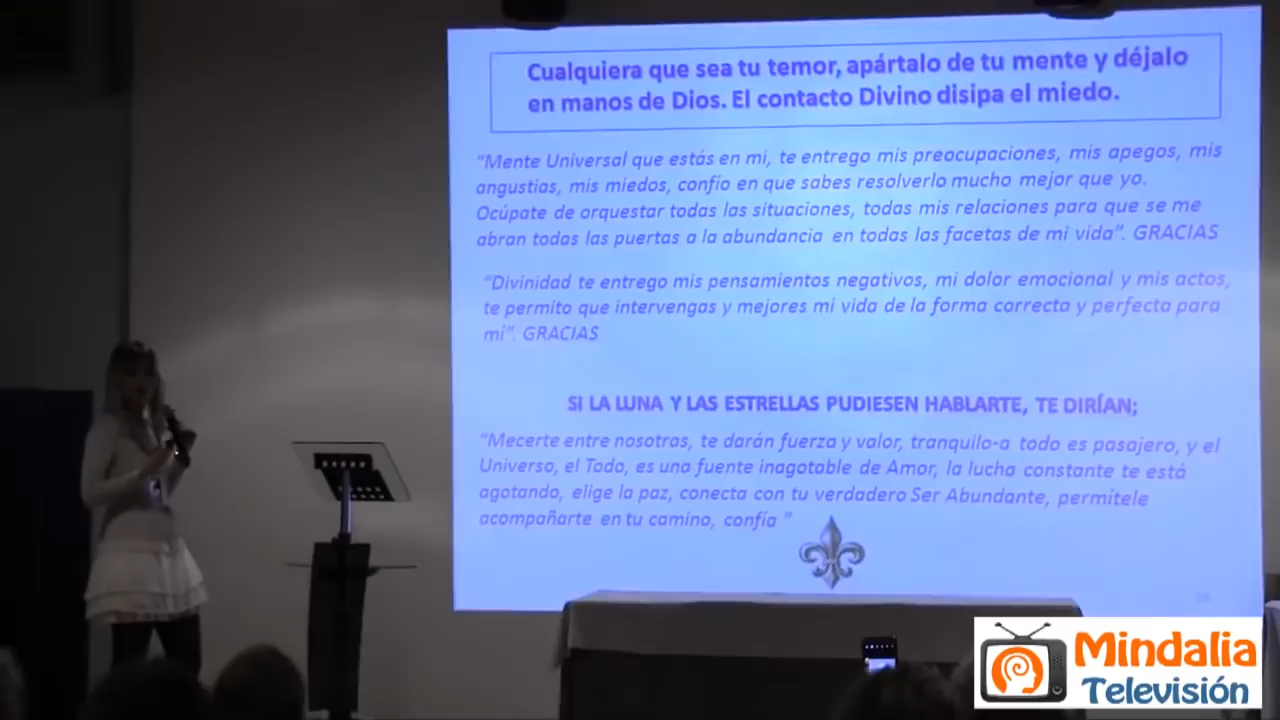 Cualquiera que sea tu temor, apártalo de tu mente y déjalo
en manos de Dios. El contacto Divino disipa el miedo.
"Mente Universal que estás en mi, te entrego mis preocupaciones, mis apegos, mis
angustias, mis miedos, confío en que sabes resolverlo mucho mejor que yo.
Ocúpate de orquestar todas las situaciones, todas mis relaciones para que se me
abran todas las puertas a la abundancia en todas las facetas de mi vida". GRACIAS
"Divinidad te entrego mis pensamientos negativos, mi dolor emocional y mis actos,
te permito que intervengas y mejores mi vida de la forma correcta y perfecta para
mi". GRACIAS
SI LA LUNA Y LAS ESTRELLAS PUDIESEN HABLARTE, TE DIRÍAN;
"Mecerte entre nosotras, te darán fuerza y valor, tranquilo-a todo es pasajero, y el
Universo, el Todo, es una fuente inagotable de Amor, la lucha constante te está
agotando, elige la paz, conecta con tu verdadero Ser Abundante, permítele
acompañarte en tu camino, confía "
Mindalia
Televisión